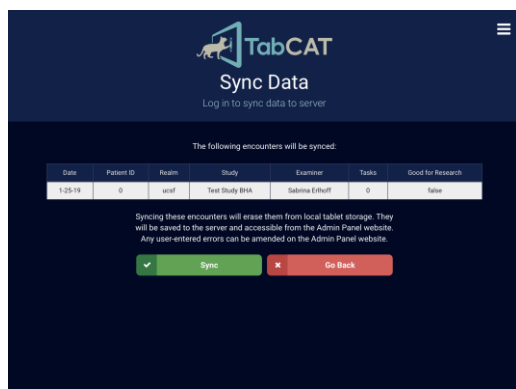 TabCAT
Sync Data
Log in to sync data to server
The following encounters will be synced:
Date Patient ID Realm Study Examiner Tasks Good for Research
1-25-19 0 ucsf Test Study BHA Sabrina Erlhoff 0 false
Syncing these encounters will erase them from local tablet storage. They
will be saved to the server and accessible from the Admin Panel website.
Any user-entered errors can be amended on the Admin Panel website.
Sync Go Back